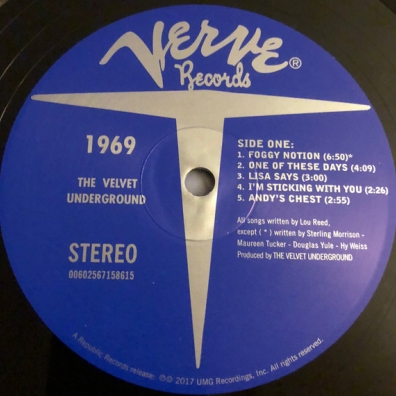 VERVE®
Records
1969
THE VELVET
UNDERGROUND
STEREO
00602567158615
SIDE ONE:
1. FOGGY NOTION (6:50)*
2. ONE OF THESE DAYS (4:09)
3. LISA SAYS (3:00)
4. I'M STICKING WITH YOU (2:26)
5. ANDY'S CHEST (2:55)
All songs written by Lou Reed,
except (*) written by Sterling Morrison -
Maureen Tucker - Douglas Yule - Hy Weiss
Produced by THE VELVET UNDERGROUND
A Republic Records release; ℗© 2017 UMG Recordings, Inc. All rights reserved.